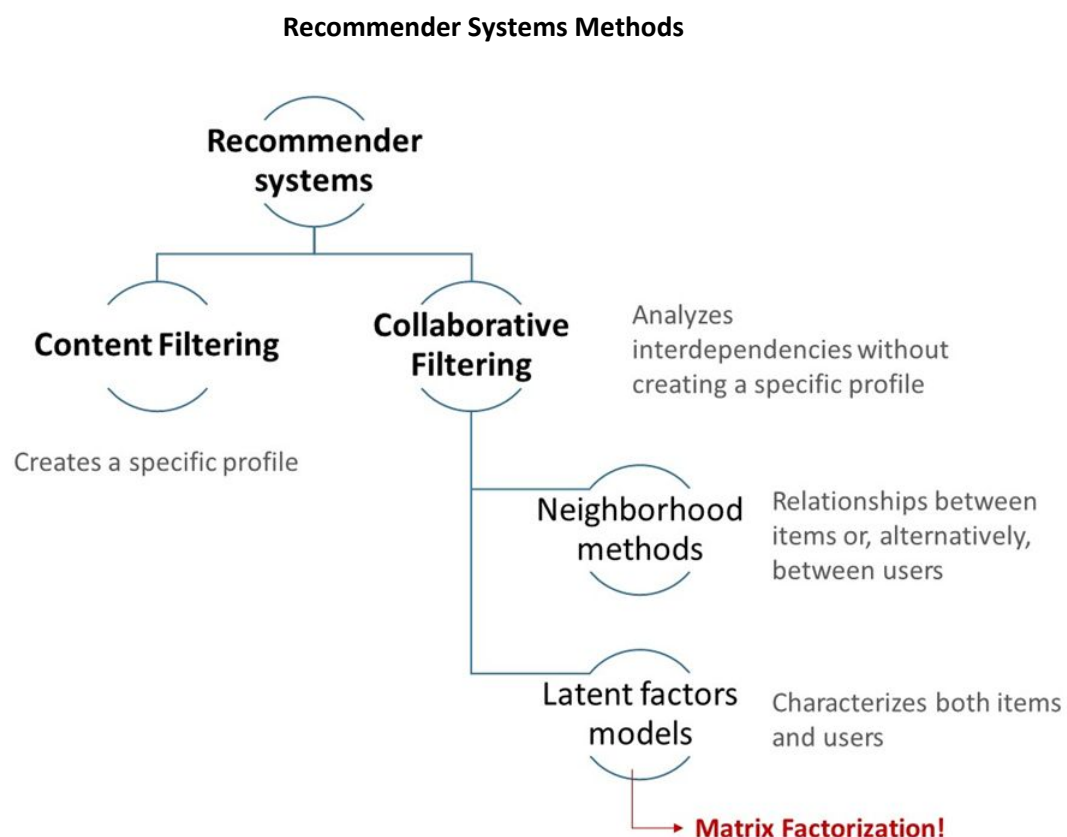 Recommender Systems Methods
Recommender
systems
Content Filtering
Creates a specific profile
Collaborative
Filtering
Analyzes
interdependencies without
creating a specific profile
Neighborhood
methods
Relationships between
items or, alternatively,
between users
Latent factors
models
Characterizes both items
and users
Matrix Factorization!